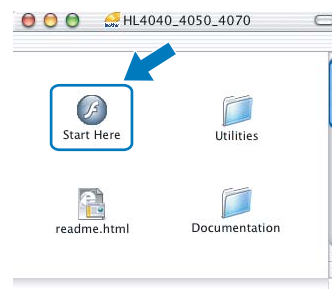 HL4040_4050_4070
Start Here
Utilities
readme.html
Documentation